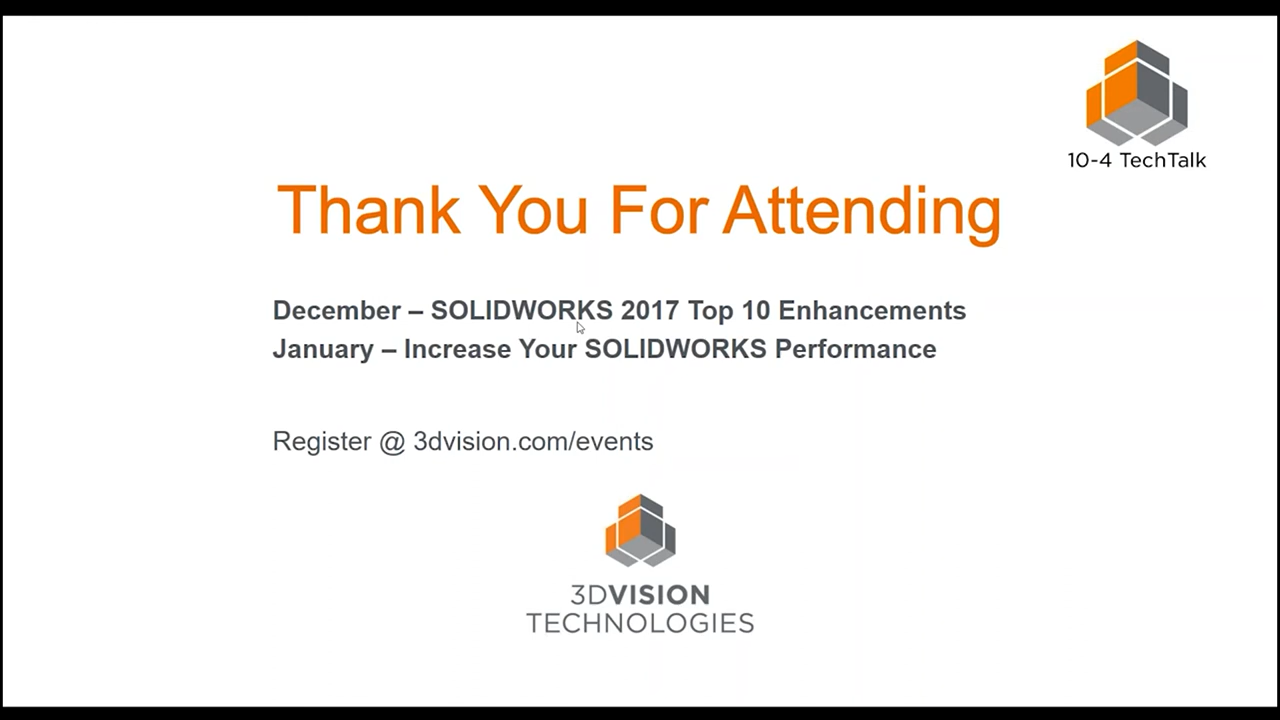 10-4 TechTalk
Thank You For Attending
December – SOLIDWORKS 2017 Top 10 Enhancements
January – Increase Your SOLIDWORKS Performance
Register @ 3dvision.com/events
3DVISION
TECHNOLOGIES